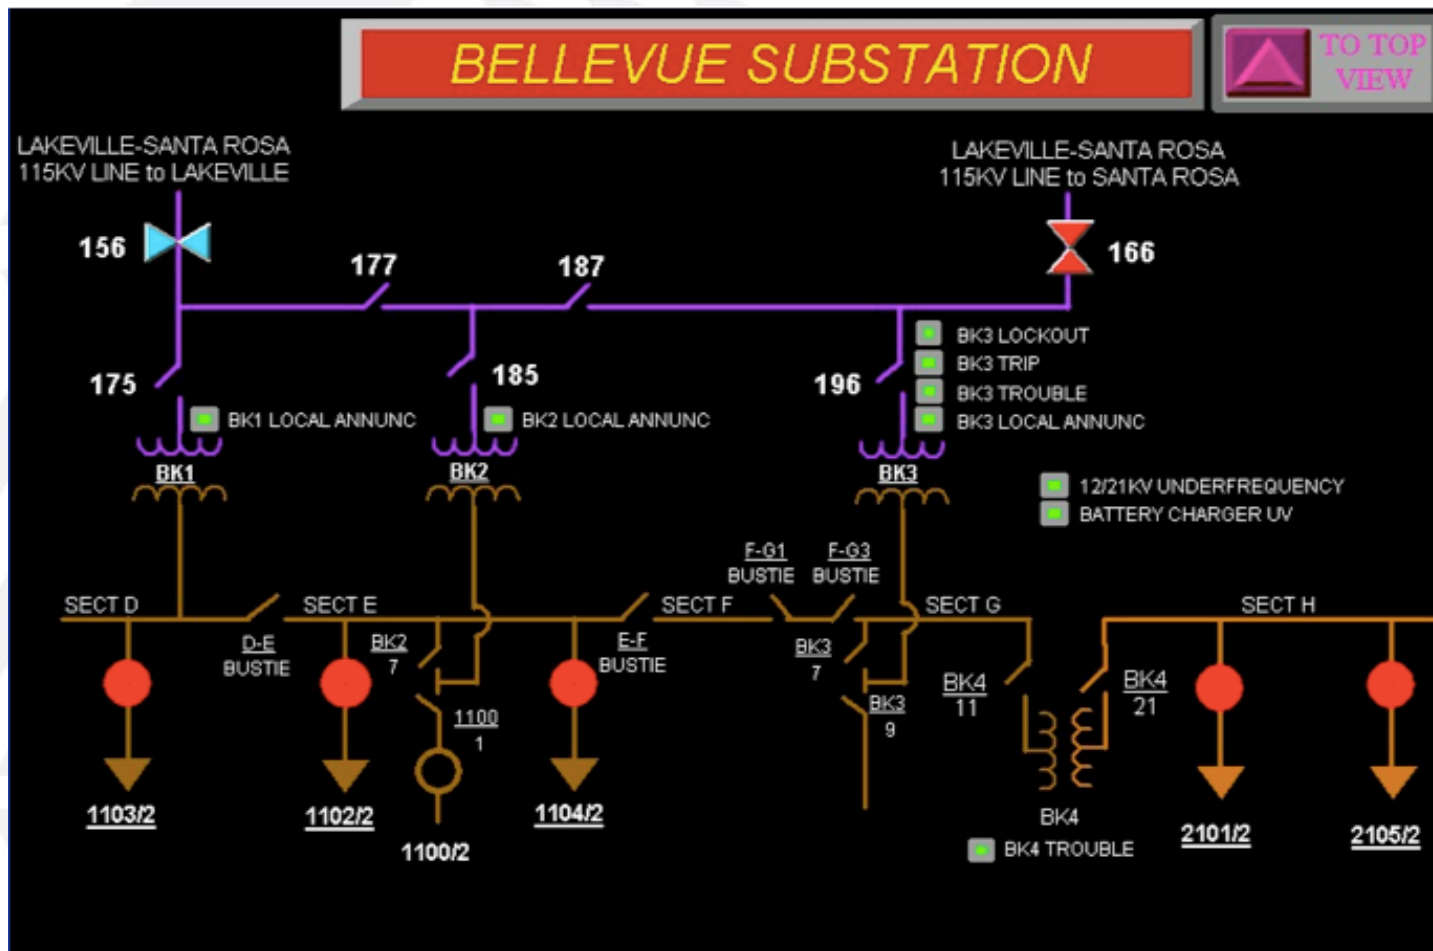 BELLEVUE SUBSTATION
TO TOP
VIEW
LAKEVILLE-SANTA ROSA
115KV LINE to LAKEVILLE
LAKEVILLE-SANTA ROSA
115KV LINE to SANTA ROSA
156
166
177
187
175
185
196
BK3 LOCKOUT
BK3 TRIP
BK3 TROUBLE
BK3 LOCAL ANNUNC
BK1 LOCAL ANNUNC
BK2 LOCAL ANNUNC
BK1
BK2
BK3
12/21KV UNDERFREQUENCY
BATTERY CHARGER UV
F-G1
BUSTIE
F-G3
BUSTIE
SECT D
SECT E
SECT F
SECT G
SECT H
D-E
BUSTIE
BK2
7
E-F
BUSTIE
BK3
7
BK4
11
BK4
21
BK3
9
1100
1
1103/2
1102/2
1104/2
1100/2
BK4
BK4 TROUBLE
2101/2
2105/2